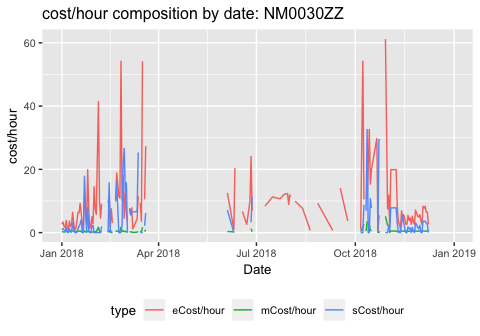 cost/hour composition by date: NM0030ZZ
60
40
20
0
cost/hour
Jan 2018 Apr 2018 Jul 2018 Oct 2018 Jan 2019
Date
type eCost/hour mCost/hour sCost/hour